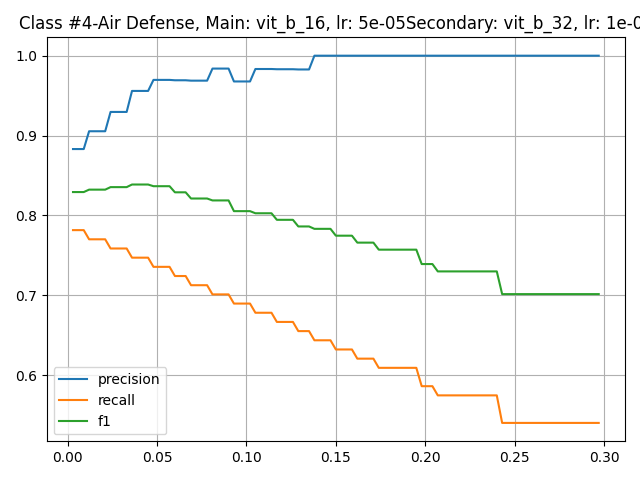 Class #4-Air Defense, Main: vit_b_16, lr: 5e-05Secondary: vit_b_32, lr: 1e-0
1.0
0.9
0.8
0.7
0.6
precision
recall
f1
0.00 0.05 0.10 0.15 0.20 0.25 0.30